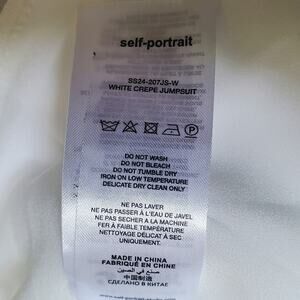 self-portrait
SS24-207JS-W
WHITE CREPE JUMPSUIT
DO NOT WASH
DO NOT BLEACH
DO NOT TUMBLE DRY
IRON ON LOW TEMPERATURE
DELICATE DRY CLEAN ONLY
NE PAS LAVER
NE PAS PASSER À L'EAU DE JAVEL
NE PAS SECHER A LA MACHINE
FER À FAIBLE TEMPÉRATURE
NETTOYAGE DÉLICAT À SEC
UNIQUEMENT.
MADE IN CHINA
FABRIQUÉ EN CHINE
صنع في الصين
中国制造
СДЕЛАНО В КИТАЕ